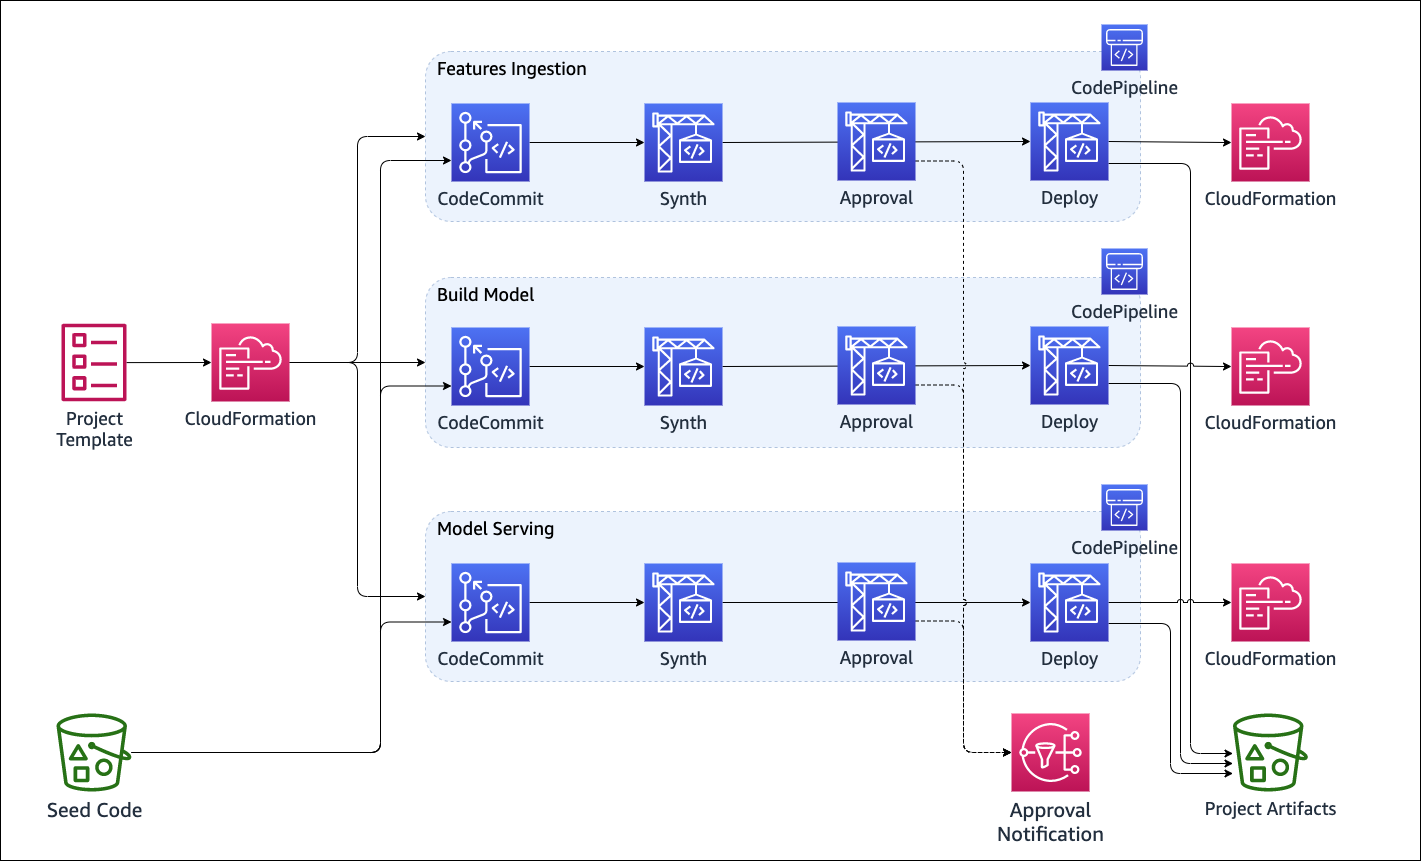 CodePipeline
Features Ingestion
CodeCommit
Synth
Approval
Deploy
CloudFormation
CodePipeline
Build Model
CodeCommit
Synth
Approval
Deploy
CloudFormation
Project
Template
CloudFormation
CodePipeline
Model Serving
CodeCommit
Synth
Approval
Deploy
CloudFormation
Seed Code
Approval
Notification
Project Artifacts